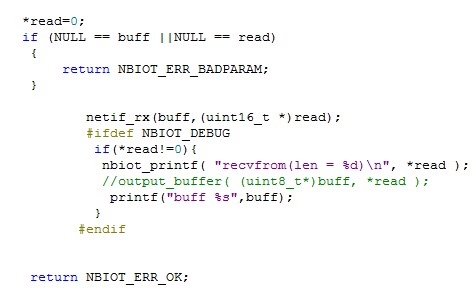 *read=0;
if (NULL == buff ||NULL == read)
{
return NBIOT_ERR_BADPARAM;
}
netif_rx(buff,(uint16_t *)read);
#ifdef NBIOT_DEBUG
if(*read!=0){
nbiot_printf( "recvfrom(len = %d)\n", *read );
//output_buffer( (uint8_t*)buff, *read );
printf("buff %s",buff);
}
#endif
return NBIOT_ERR_OK;